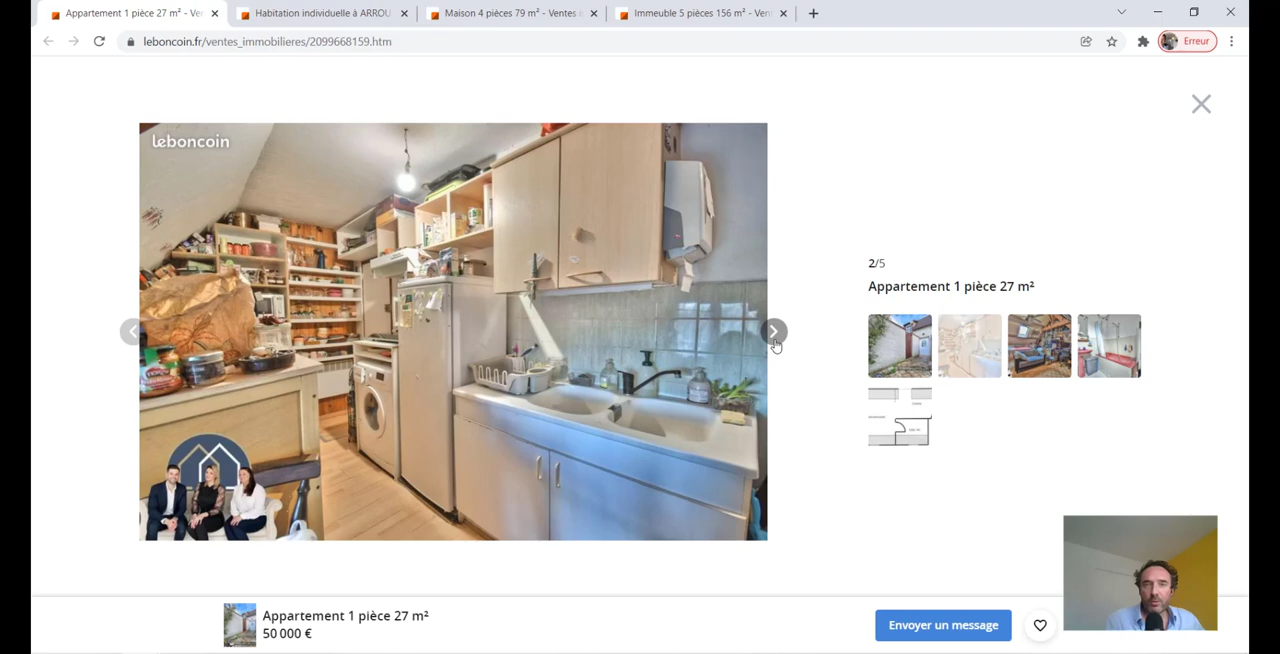 Appartement 1 pièce 27 m² - Ve
Habitation individuelle à ARROU
Maison 4 pièces 79 m² - Ventes i
Immeuble 5 pièces 156 m² - Ven
leboncoin.fr/ventes_immobilieres/2099668159.htm
Erreur
leboncoin
2/5
Appartement 1 pièce 27 m²
Appartement 1 pièce 27 m²
50 000 €
Envoyer un message